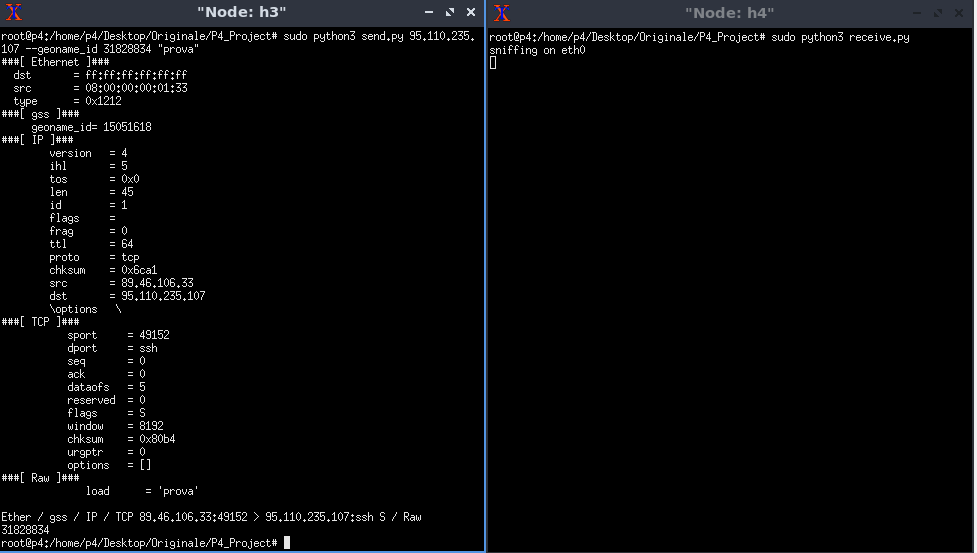 "Node: h3"
root@p4:/home/p4/Desktop/Originale/P4_Project# sudo python3 send.py 95.110.235.
107 --geoname_id 31828834 "prova"
###[ Ethernet ]###
  dst       = ff:ff:ff:ff:ff:ff
  src       = 08:00:00:00:01:33
  type      = 0x1212
###[ gss ]###
     geoname_id= 15051618
###[ IP ]###
        version   = 4
        ihl       = 5
        tos       = 0x0
        len       = 45
        id        = 1
        flags     =
        frag      = 0
        ttl       = 64
        proto     = tcp
        chksum    = 0x6ca1
        src       = 89.46.106.33
        dst       = 95.110.235.107
        \options   \
###[ TCP ]###
           sport     = 49152
           dport     = ssh
           seq       = 0
           ack       = 0
           dataofs   = 5
           reserved  = 0
           flags     = S
           window    = 8192
           chksum    = 0x80b4
           urgptr    = 0
           options   = []
###[ Raw ]###
              load      = 'prova'
Ether / gss / IP / TCP 89.46.106.33:49152 > 95.110.235.107:ssh S / Raw
31828834
root@p4:/home/p4/Desktop/Originale/P4_Project#
"Node: h4"
root@p4:/home/p4/Desktop/Originale/P4_Project# sudo python3 receive.py
sniffing on eth0